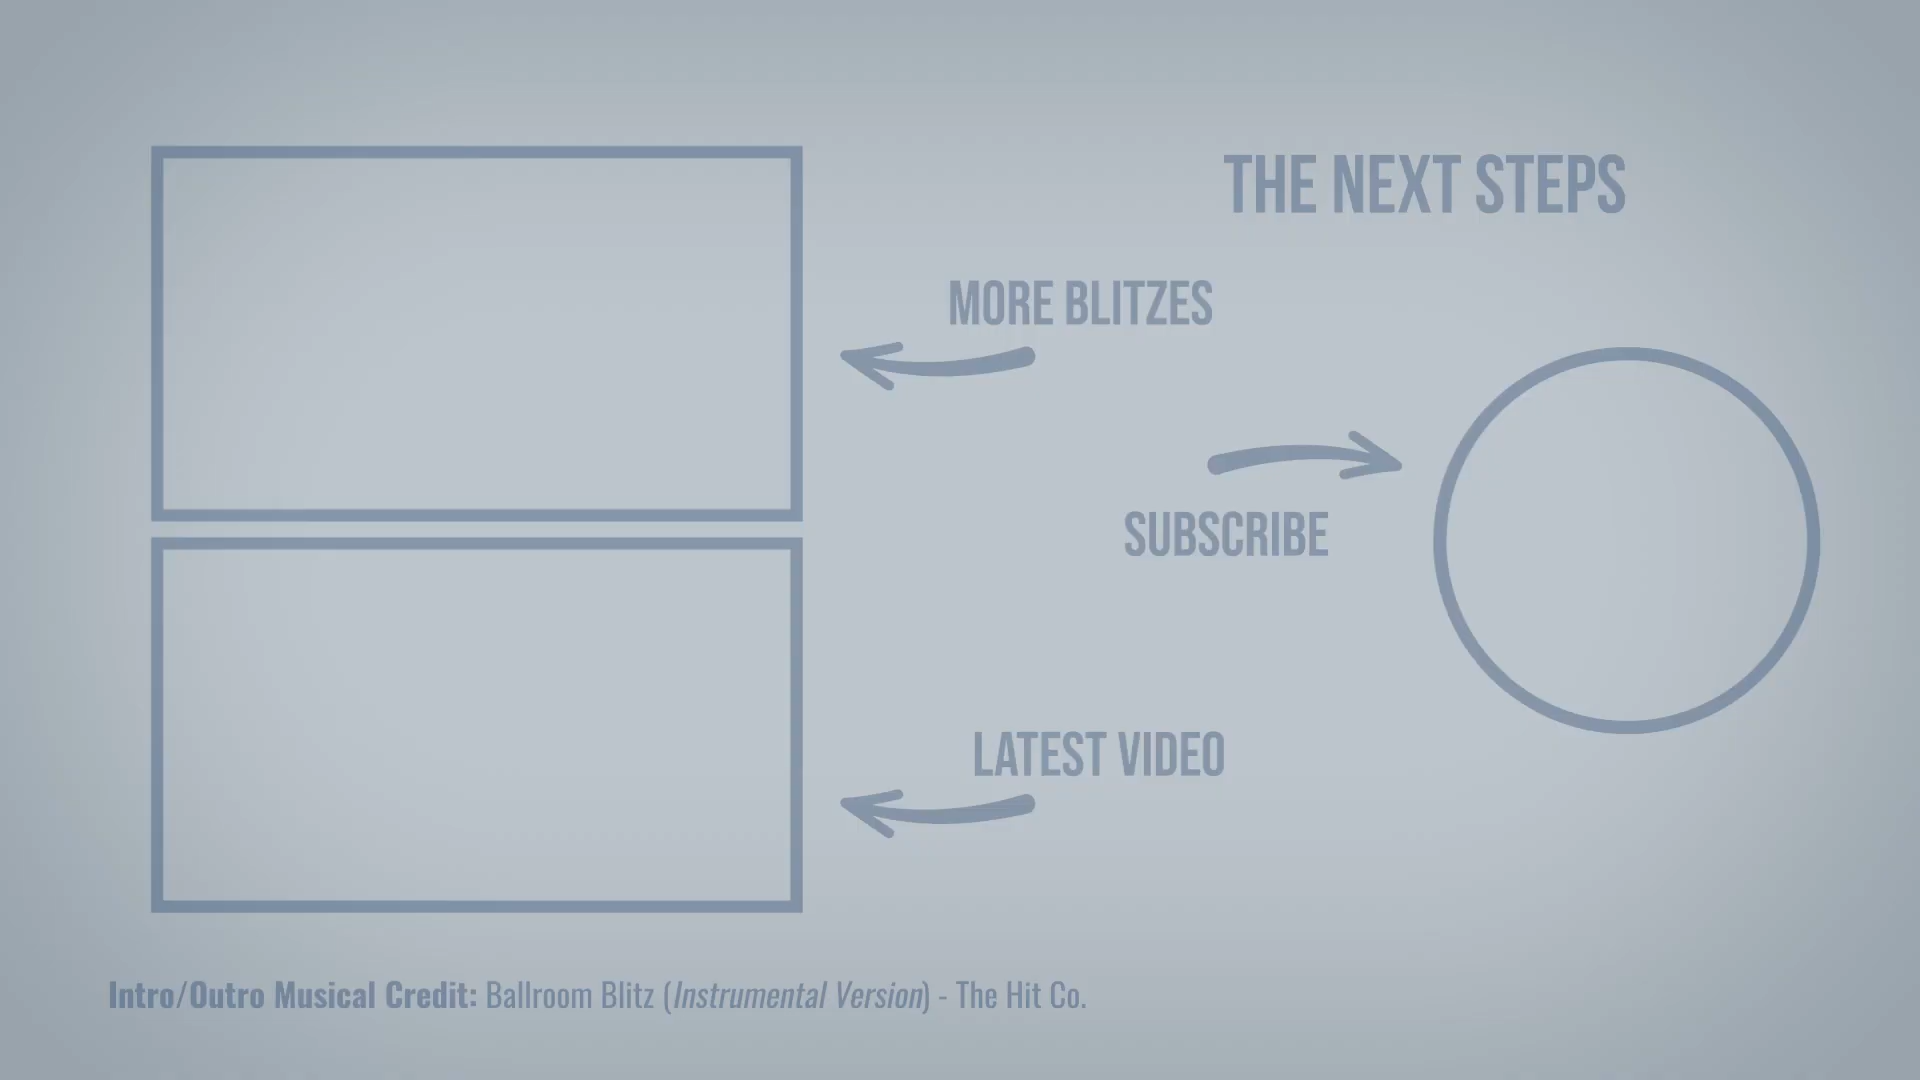 THE NEXT STEPS
MORE BLITZES
SUBSCRIBE
LATEST VIDEO
Intro/Outro Musical Credit: Ballroom Blitz (Instrumental Version) - The Hit Co.